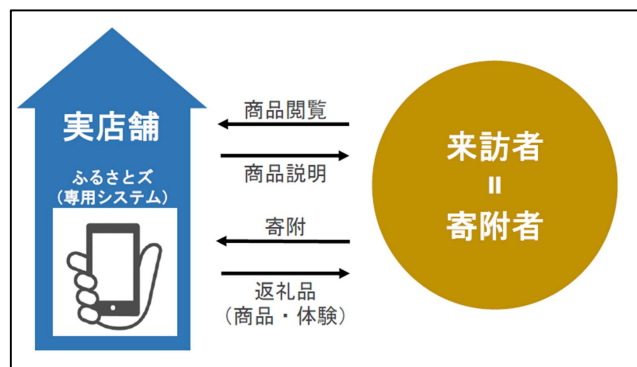 実店舗
ふるさとズ
(専用システム)
商品閲覧
商品説明
寄附
返礼品
(商品・体験)
来訪者
=
寄附者